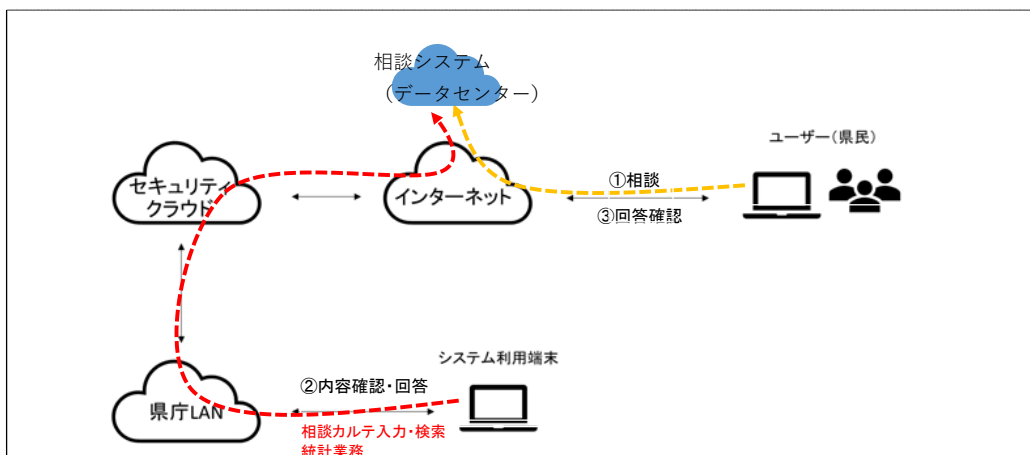 相談システム
（データセンター）
ユーザー（県民）
セキュリティ
クラウド
インターネット
①相談
③回答確認
システム利用端末
②内容確認・回答
県庁LAN
相談カルテ入力・検索
統計業務